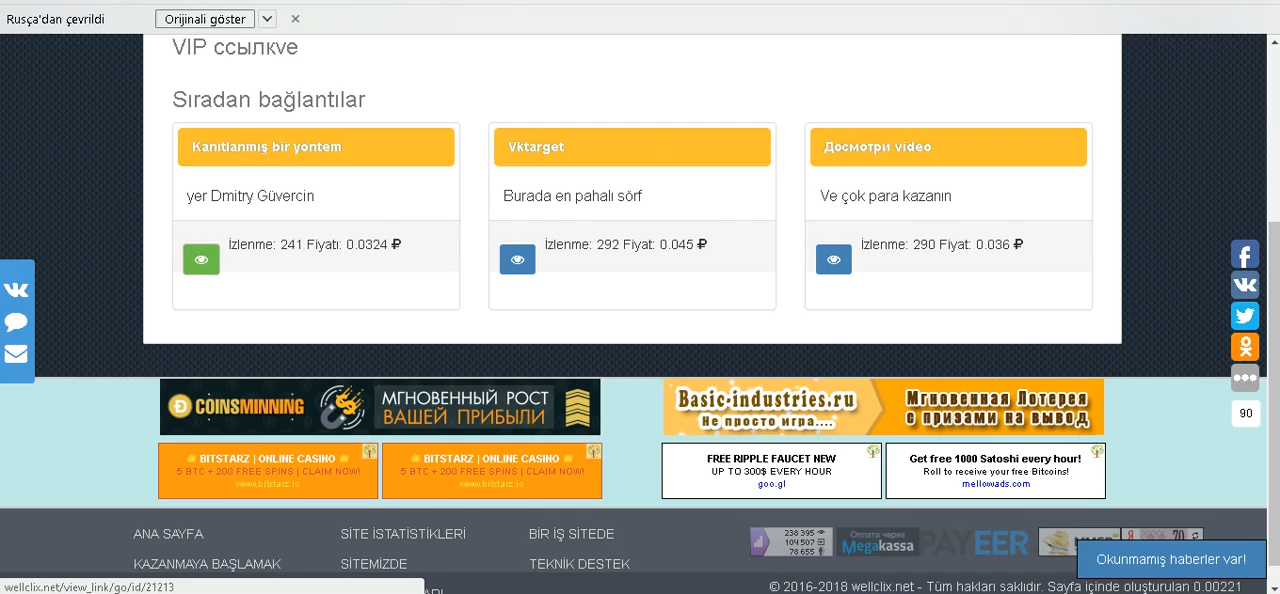 Rusça'dan çevrildi
Orijinali göster
VIP ссылкve
Sıradan bağlantılar
Kanıtlanmış bir yöntem
yer Dmitry Güvercin
İzlenme: 241 Fiyatı: 0.0324 ₽
Vktarget
Burada en pahalı sörf
İzlenme: 292 Fiyat: 0.045 ₽
Досмотри video
Ve çok para kazanın
İzlenme: 290 Fiyat: 0.036 ₽
90
COINSMINNING
МГНОВЕННЫЙ РОСТ
ВАШЕЙ ПРИБЫЛИ
Basic-industries.ru
Не просто игра....
Мгновенная Лотерея
с призами на вывод
BITSTARZ | ONLINE CASINO
5 BTC + 200 FREE SPINS | CLAIM NOW!
www.bitstarz.io
BITSTARZ | ONLINE CASINO
5 BTC + 200 FREE SPINS | CLAIM NOW!
www.bitstarz.io
FREE RIPPLE FAUCET NEW
UP TO 300$ EVERY HOUR
goo.gl
Get free 1000 Satoshi every hour!
Roll to receive your free Bitcoins!
mellowads.com
ANA SAYFA
SİTE İSTATİSTİKLERİ
BİR İŞ SİTEDE
KAZANMAYA BAŞLAMAK
SİTEMİZDE
TEKNİK DESTEK
238 395
104 507
78 655
Оплата через
Megakassa
PAYEER
70
Okunmamış haberler var!
© 2016-2018 wellclix.net - Tüm hakları saklıdır. Sayfa içinde oluşturulan 0.00221
wellclix.net/view_link/go/id/21213